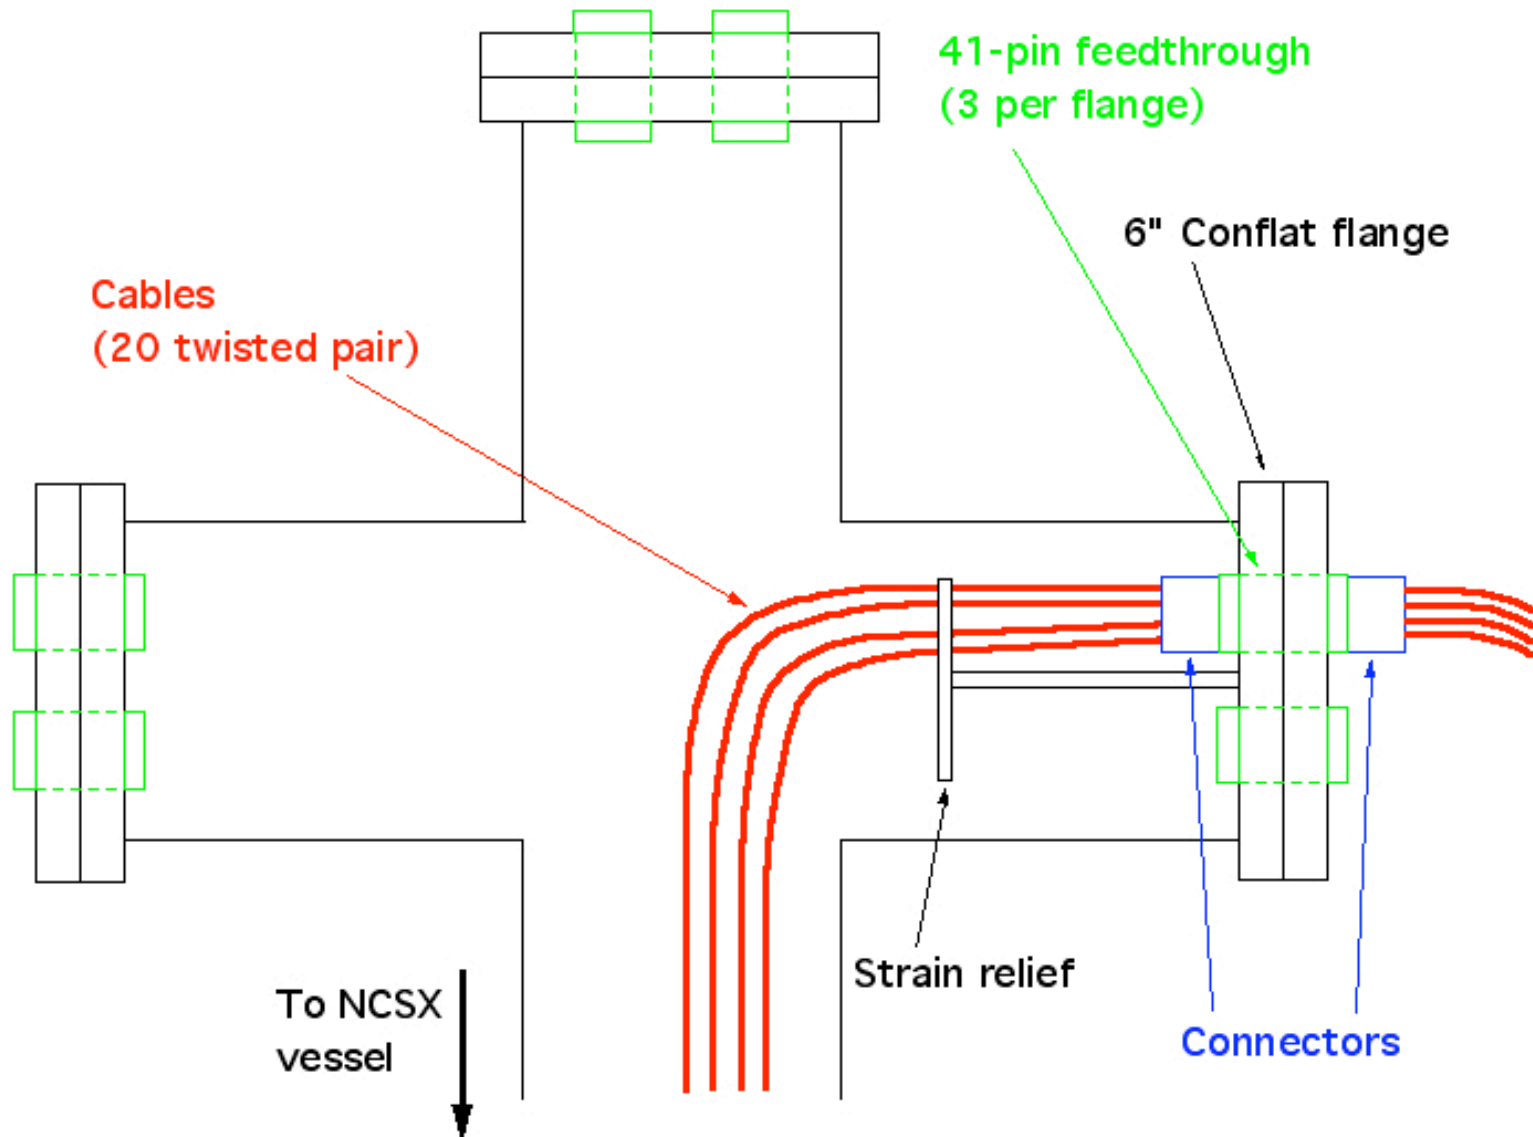 41-pin feedthrough
(3 per flange)
6" Conflat flange
Cables
(20 twisted pair)
Strain relief
To NCSX
vessel
Connectors